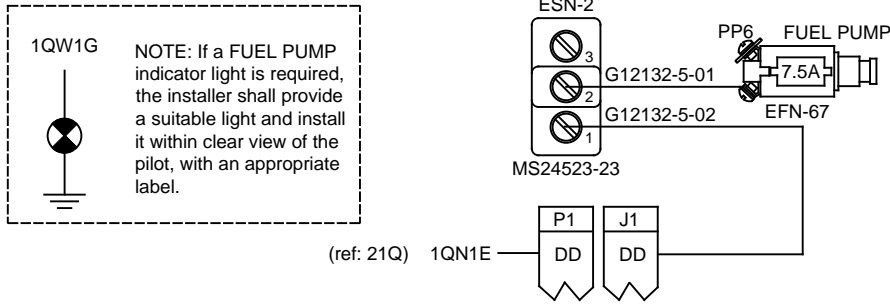 1QW1G
NOTE: If a FUEL PUMP
indicator light is required,
the installer shall provide
a suitable light and install
it within clear view of the
pilot, with an appropriate
label.
ESN-2
3
2
1
MS24523-23
G12132-5-01
G12132-5-02
PP6
FUEL PUMP
7.5A
EFN-67
P1
J1
(ref: 21Q)
1QN1E
DD
DD